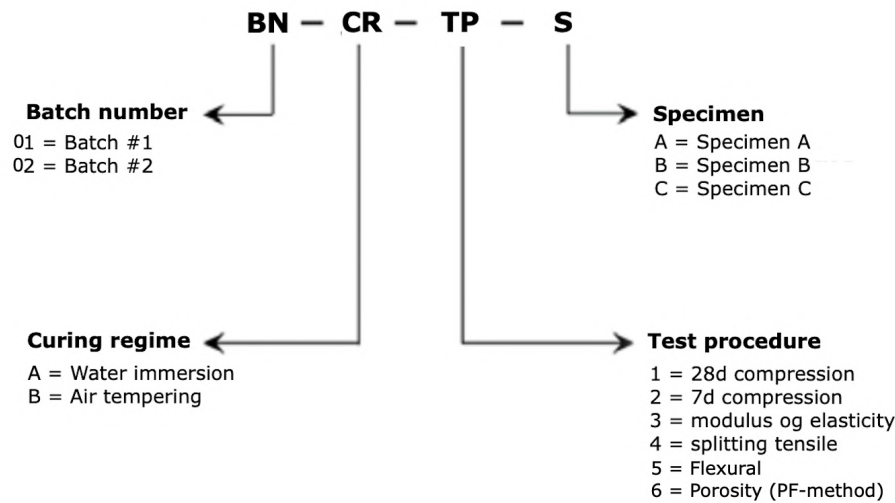 BN – CR – TP – S
Batch number
01 = Batch #1
02 = Batch #2
Specimen
A = Specimen A
B = Specimen B
C = Specimen C
Curing regime
A = Water immersion
B = Air tempering
Test procedure
1 = 28d compression
2 = 7d compression
3 = modulus og elasticity
4 = splitting tensile
5 = Flexural
6 = Porosity (PF-method)